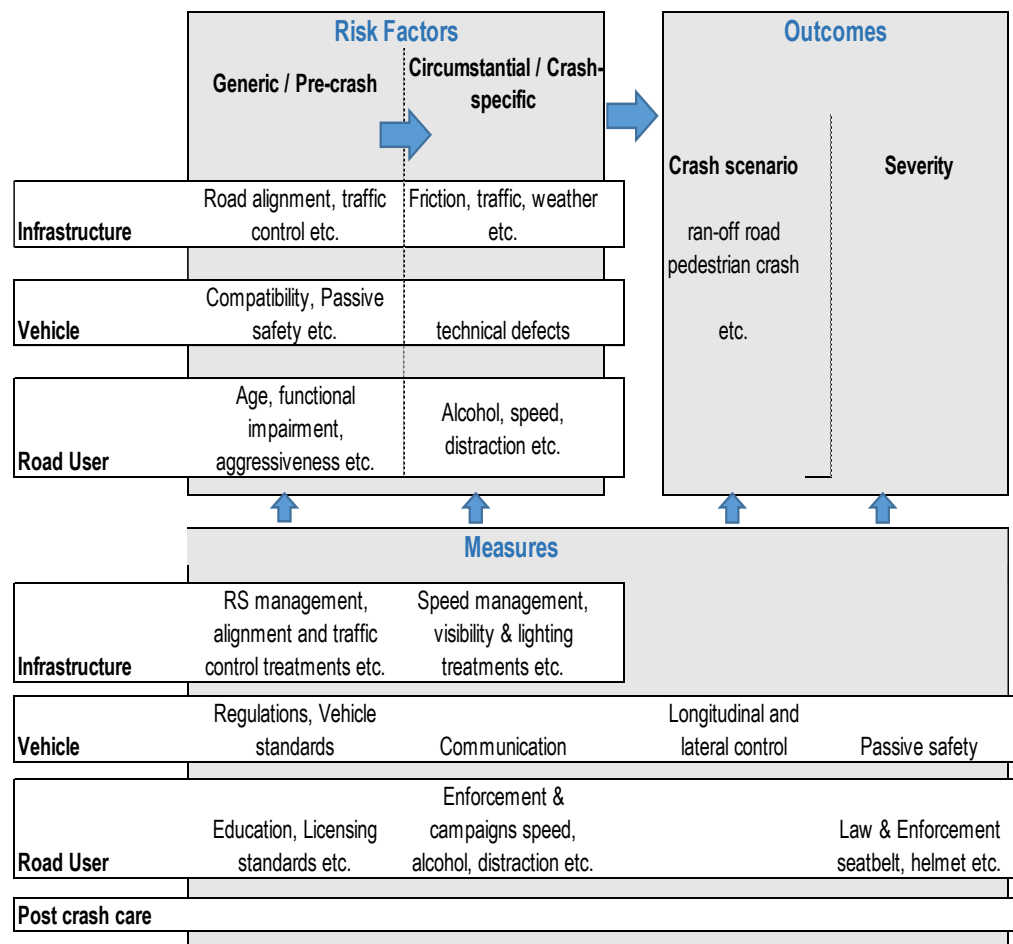 Risk Factors
Outcomes
Generic / Pre-crash
Circumstantial / Crash-
specific
Crash scenario
Severity
Infrastructure
Road alignment, traffic
control etc.
Friction, traffic, weather
etc.
ran-off road
pedestrian crash
etc.
Vehicle
Compatibility, Passive
safety etc.
technical defects
Road User
Age, functional
impairment,
aggressiveness etc.
Alcohol, speed,
distraction etc.
Measures
Infrastructure
RS management,
alignment and traffic
control treatments etc.
Speed management,
visibility & lighting
treatments etc.
Vehicle
Regulations, Vehicle
standards
Communication
Longitudinal and
lateral control
Passive safety
Road User
Education, Licensing
standards etc.
Enforcement &
campaigns speed,
alcohol, distraction etc.
Law & Enforcement
seatbelt, helmet etc.
Post crash care